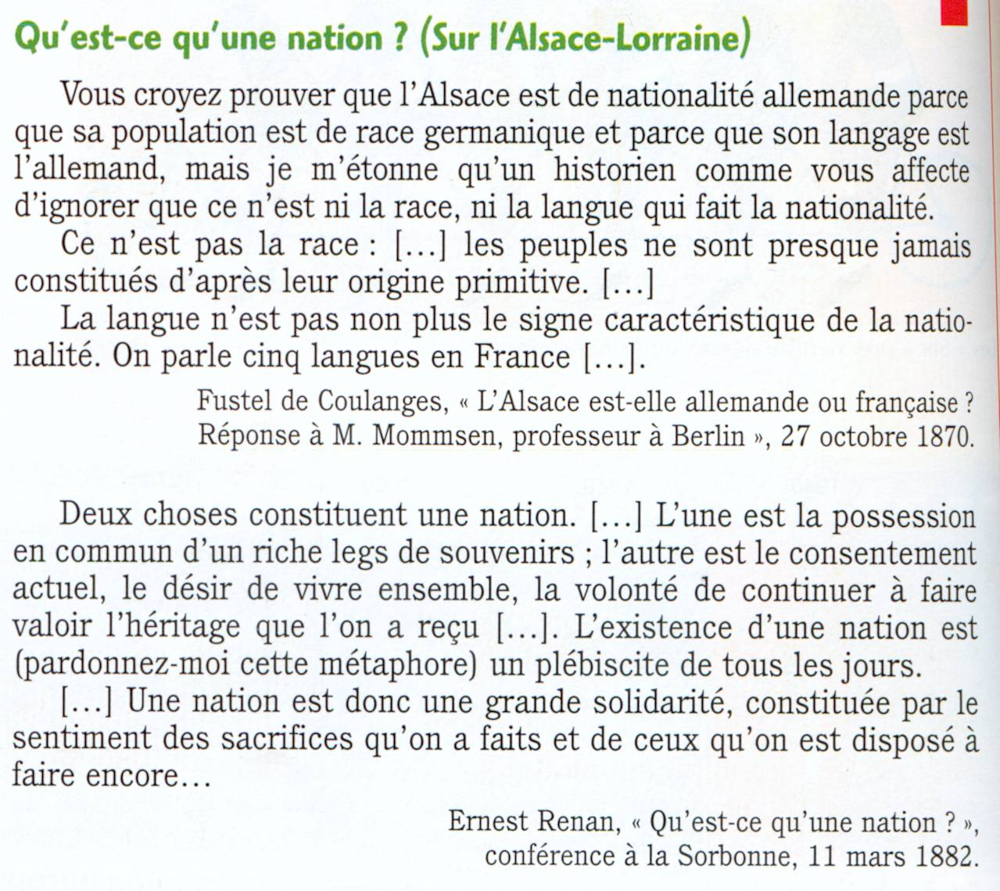 Qu'est-ce qu'une nation ? (Sur l'Alsace-Lorraine)
Vous croyez prouver que l'Alsace est de nationalité allemande parce
que sa population est de race germanique et parce que son langage est
l'allemand, mais je m'étonne qu'un historien comme vous affecte
d'ignorer que ce n'est ni la race, ni la langue qui fait la nationalité.
Ce n'est pas la race : [...] les peuples ne sont presque jamais
constitués d'après leur origine primitive. [...]
La langue n'est pas non plus le signe caractéristique de la natio-
nalité. On parle cinq langues en France [...].
Fustel de Coulanges, « L'Alsace est-elle allemande ou française ?
Réponse à M. Mommsen, professeur à Berlin », 27 octobre 1870.
Deux choses constituent une nation. [...] L'une est la possession
en commun d'un riche legs de souvenirs ; l'autre est le consentement
actuel, le désir de vivre ensemble, la volonté de continuer à faire
valoir l'héritage que l'on a reçu [...]. L'existence d'une nation est
(pardonnez-moi cette métaphore) un plébiscite de tous les jours.
[...] Une nation est donc une grande solidarité, constituée par le
sentiment des sacrifices qu'on a faits et de ceux qu'on est disposé à
faire encore...
Ernest Renan, « Qu'est-ce qu'une nation ? »,
conférence à la Sorbonne, 11 mars 1882.